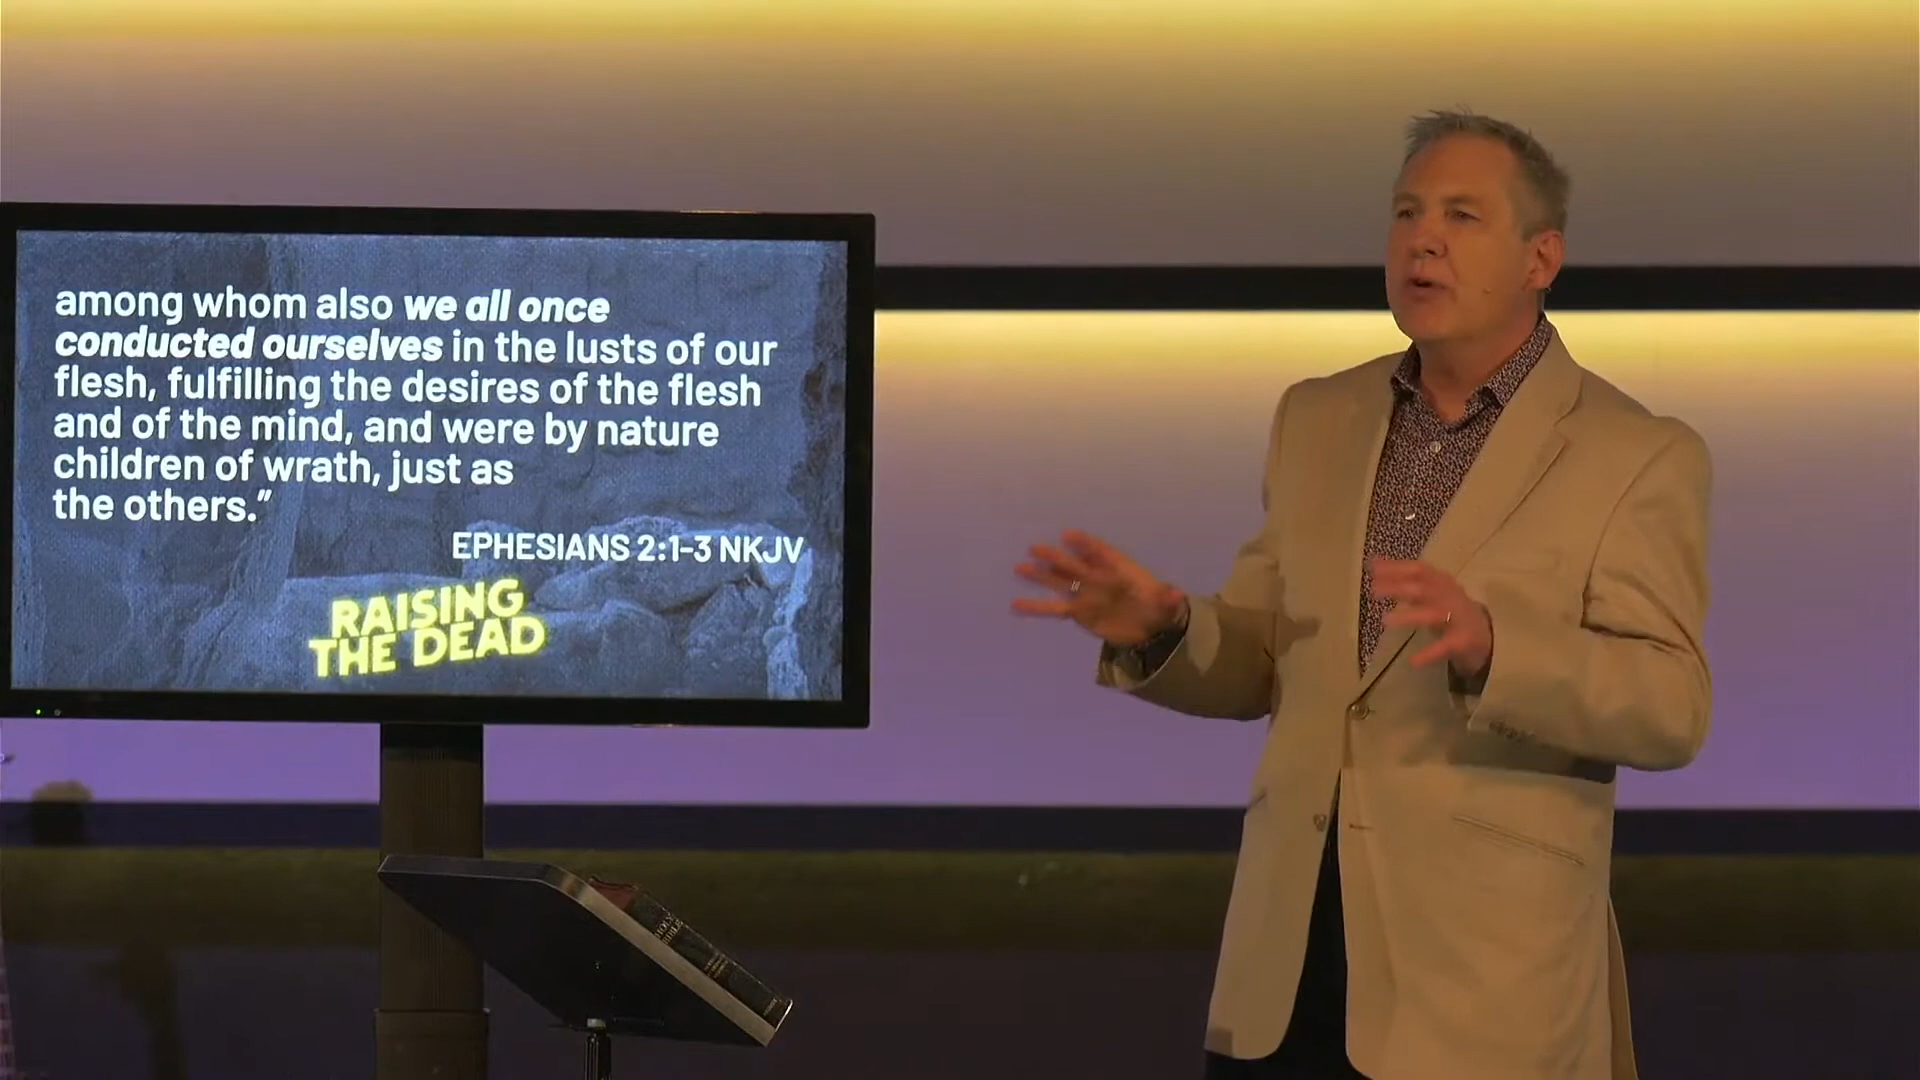 among whom also we all once
conducted ourselves in the lusts of our
flesh, fulfilling the desires of the flesh
and of the mind, and were by nature
children of wrath, just as
the others.”
EPHESIANS 2:1-3 NKJV
RAISING
THE DEAD
HOLY
BIBLE